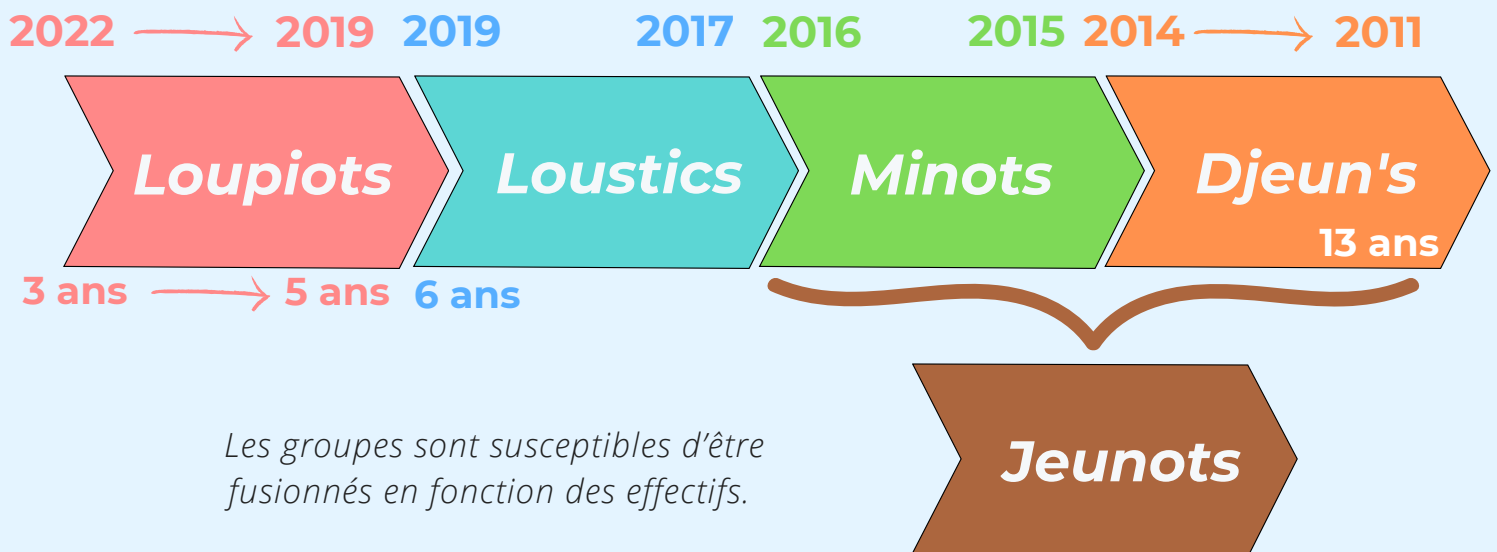 2022 2019 2019 2017 2016 2015 2014 2011
Loupiots Loustics Minots Djeun's
13 ans
3 ans 5 ans 6 ans
Jeunots
Les groupes sont susceptibles d’être
fusionnés en fonction des effectifs.